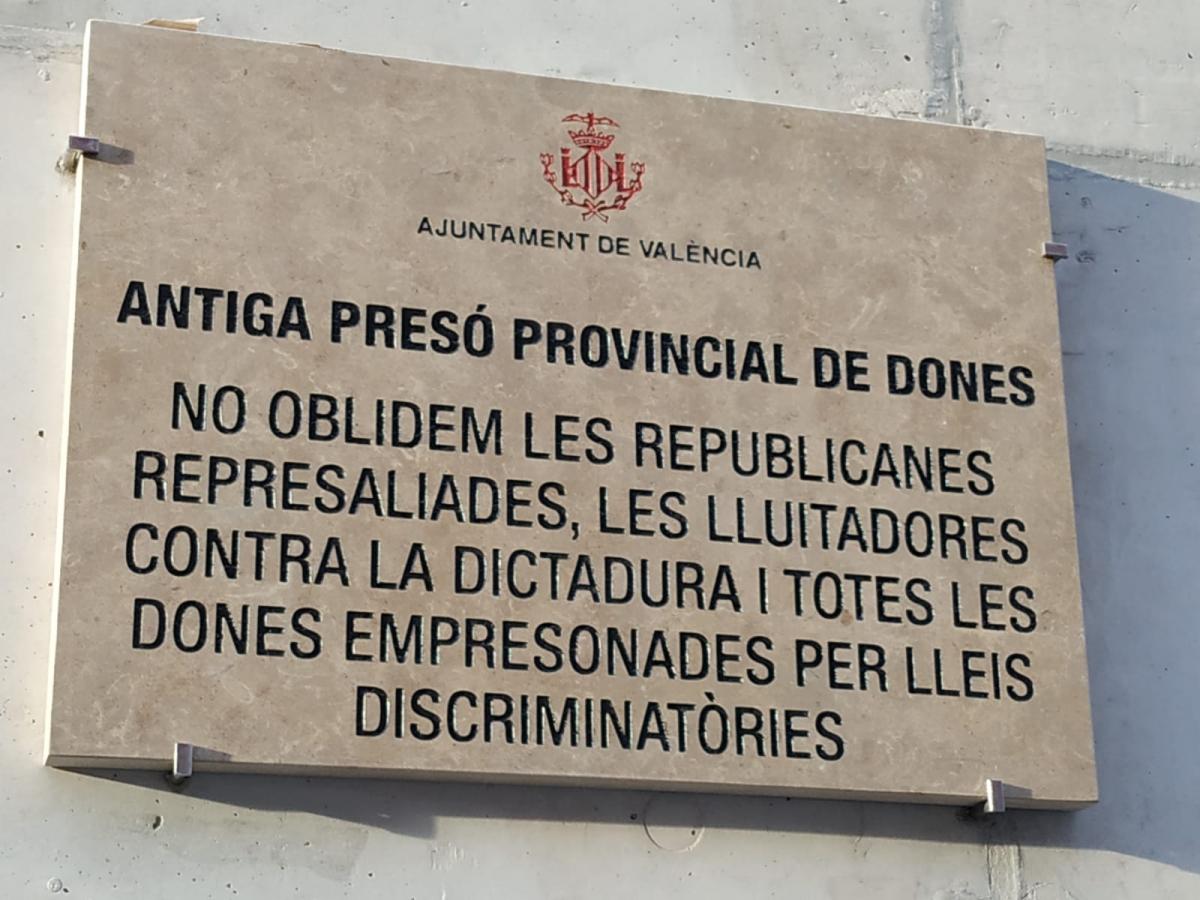 AJUNTAMENT DE VALÈNCIA
ANTIGA PRESÓ PROVINCIAL DE DONES
NO OBLIDEM LES REPUBLICANES
REPRESALIADES, LES LLUITADORES
CONTRA LA DICTADURA I TOTES LES
DONES EMPRESONADES PER LLEIS
DISCRIMINATÒRIES